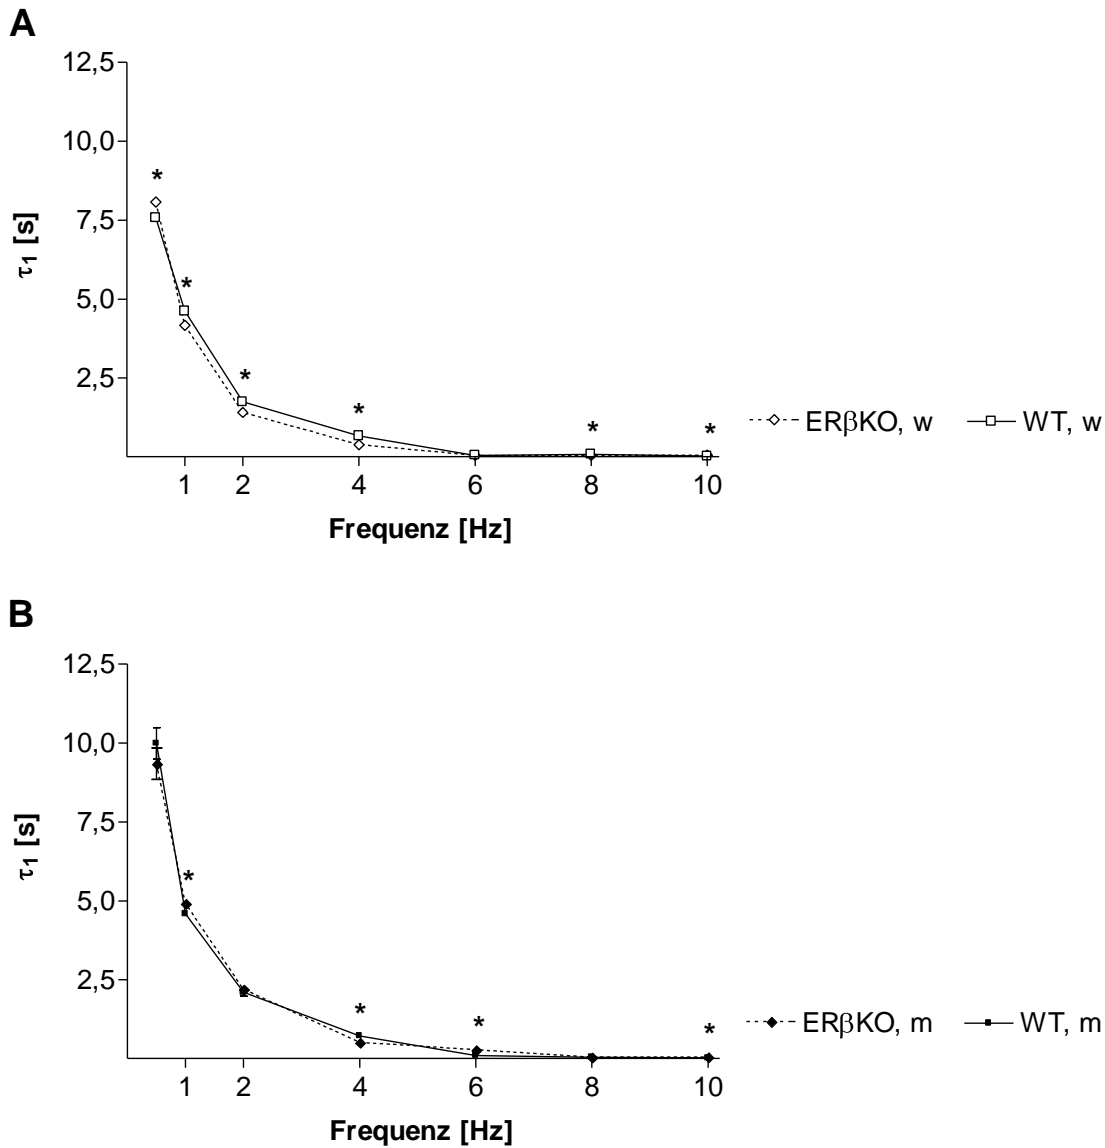 A
12,5
10,0
7,5
5,0
2,5
τ1 [s]
*
*
*
*
*
*
1 2 4 6 8 10
Frequenz [Hz]
ERβKO, w WT, w
B
12,5
10,0
7,5
5,0
2,5
τ1 [s]
*
*
*
*
1 2 4 6 8 10
Frequenz [Hz]
ERβKO, m WT, m